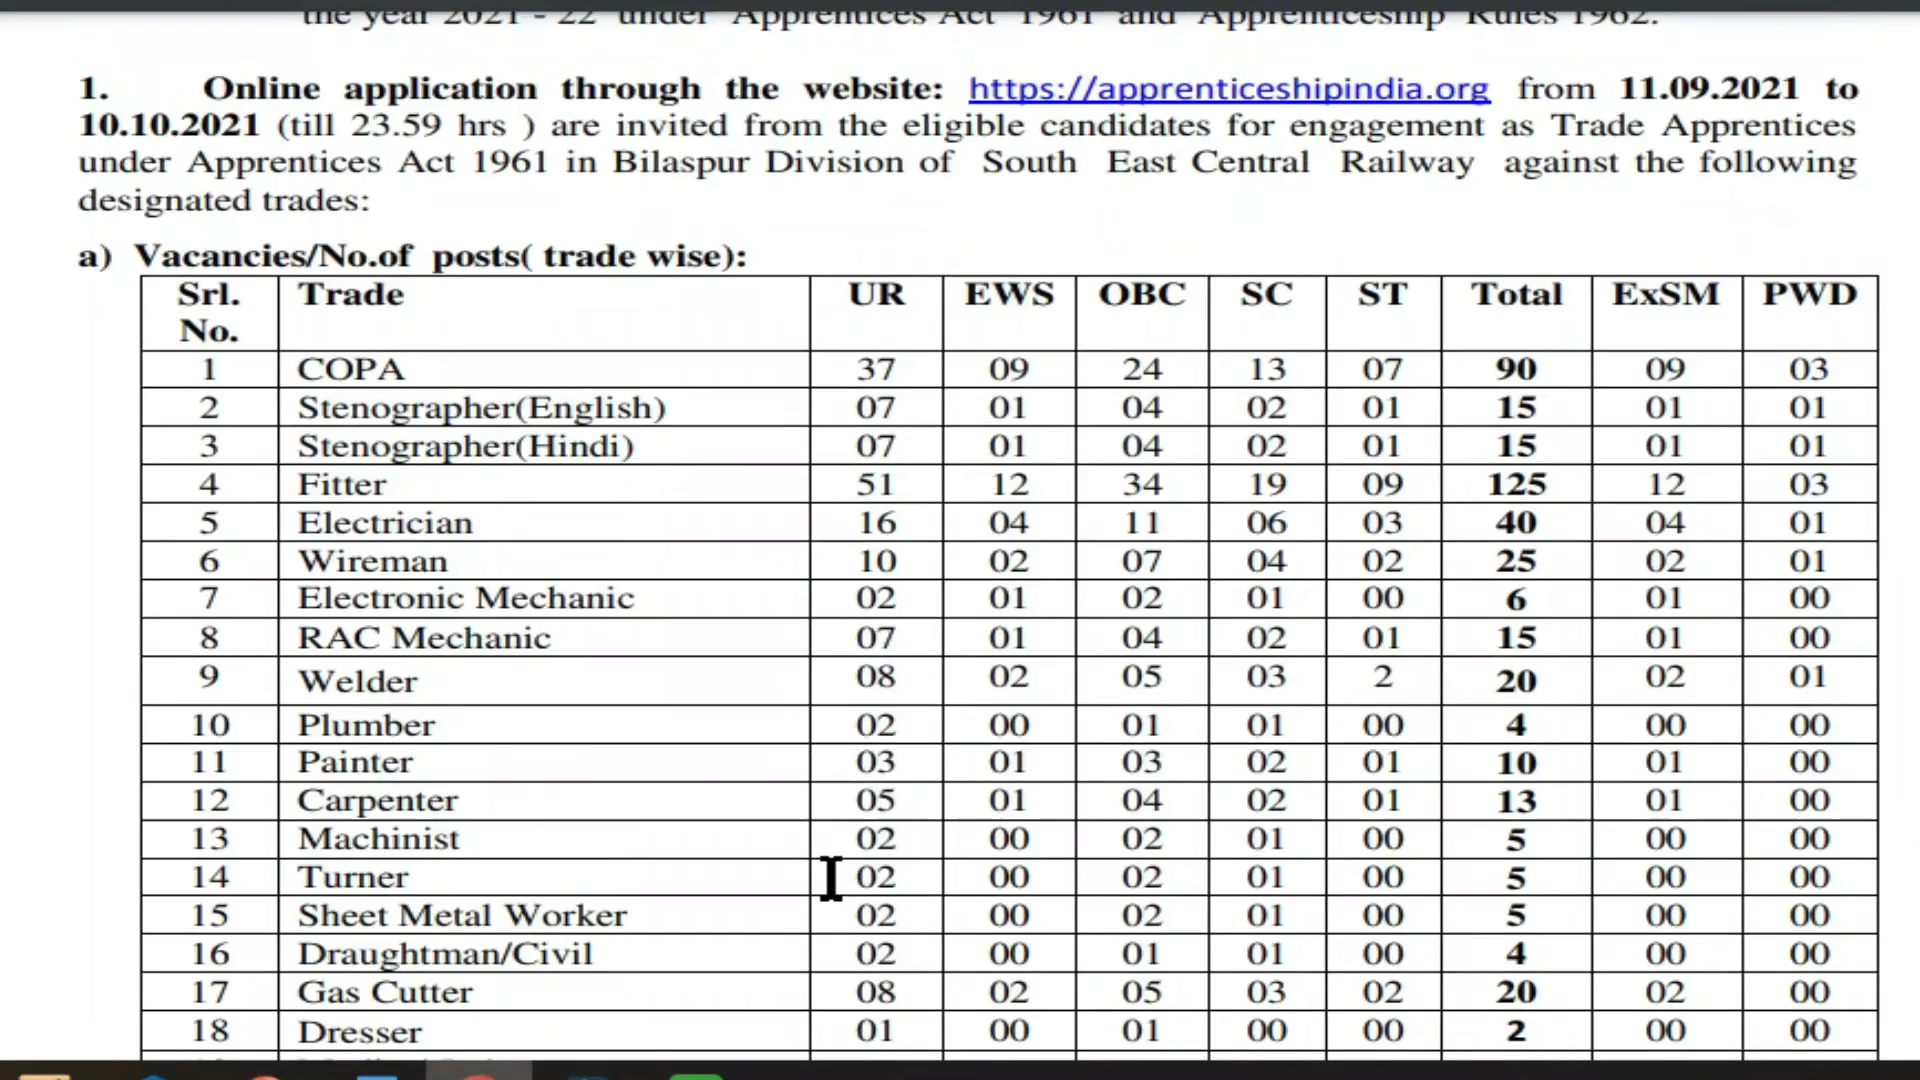 the year 2021 - 22 under Apprentices Act 1961 and Apprenticeship Rules 1962.
1. Online application through the website: https://apprenticeshipindia.org from 11.09.2021 to
10.10.2021 (till 23.59 hrs ) are invited from the eligible candidates for engagement as Trade Apprentices
under Apprentices Act 1961 in Bilaspur Division of South East Central Railway against the following
designated trades:
a) Vacancies/No.of posts( trade wise):
Srl. No. Trade UR EWS OBC SC ST Total ExSM PWD
1 COPA 37 09 24 13 07 90 09 03
2 Stenographer(English) 07 01 04 02 01 15 01 01
3 Stenographer(Hindi) 07 01 04 02 01 15 01 01
4 Fitter 51 12 34 19 09 125 12 03
5 Electrician 16 04 11 06 03 40 04 01
6 Wireman 10 02 07 04 02 25 02 01
7 Electronic Mechanic 02 01 02 01 00 6 01 00
8 RAC Mechanic 07 01 04 02 01 15 01 00
9 Welder 08 02 05 03 2 20 02 01
10 Plumber 02 00 01 01 00 4 00 00
11 Painter 03 01 03 02 01 10 01 00
12 Carpenter 05 01 04 02 01 13 01 00
13 Machinist 02 00 02 01 00 5 00 00
14 Turner 02 00 02 01 00 5 00 00
15 Sheet Metal Worker 02 00 02 01 00 5 00 00
16 Draughtman/Civil 02 00 01 01 00 4 00 00
17 Gas Cutter 08 02 05 03 02 20 02 00
18 Dresser 01 00 01 00 00 2 00 00